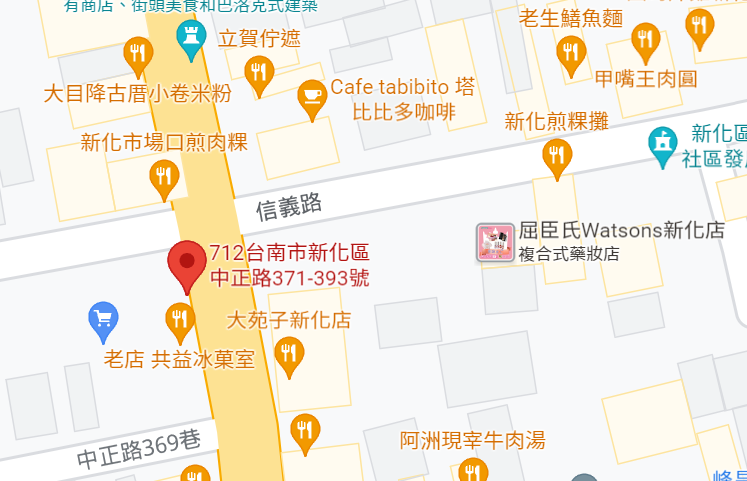 有商店、街頭美食和巴洛克式建築
老生鱔魚麵
立賀佇遮
甲嘴王肉圓
大目降古厝小卷米粉
Cafe tabibito 塔
比比多咖啡
新化煎粿攤
新化區
社區發
新化市場口煎肉粿
信義路
屈臣氏Watsons新化店
複合式藥妝店
712台南市新化區
中正路371-393號
大苑子新化店
老店 共益冰菓室
中正路369巷
阿洲現宰牛肉湯